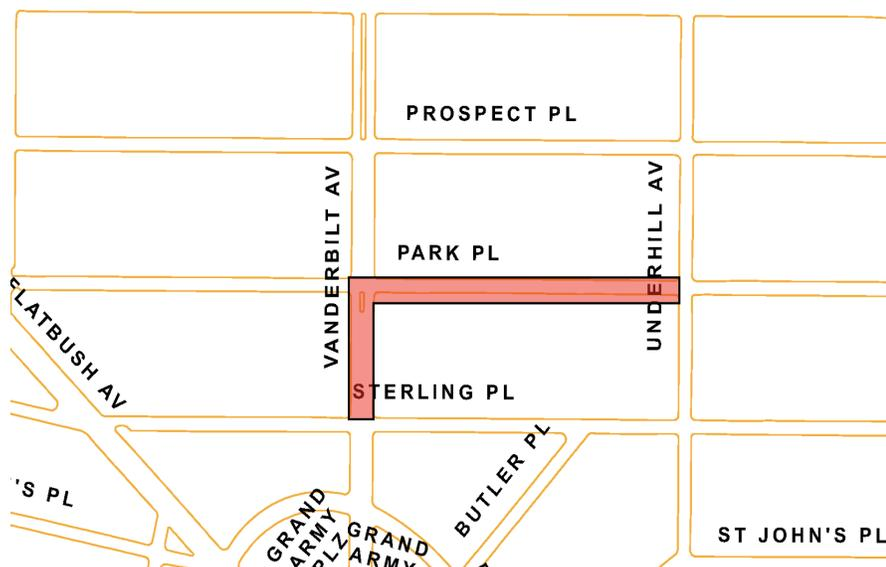 PROSPECT PL
VANDERBILT AV
UNDERHILL AV
PARK PL
FLATBUSH AV
STERLING PL
BUTLER PL
'S PL
GRAND
ARMY
PLZ
GRAND
ARMY
ST JOHN'S PL